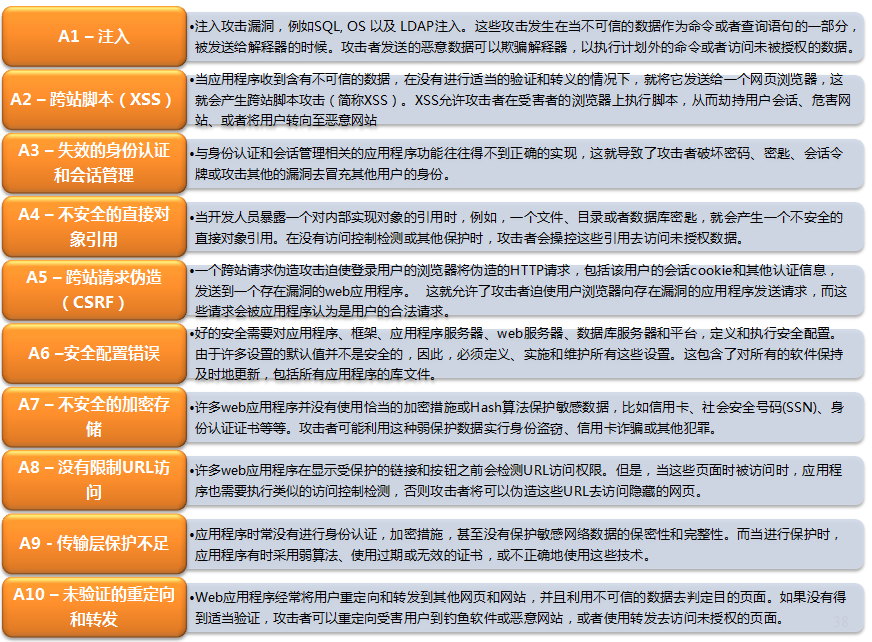 A1 – 注入
•注入攻击漏洞，例如SQL, OS 以及 LDAP注入。这些攻击发生在当不可信的数据作为命令或者查询语句的一部分，
被发送给解释器的时候。攻击者发送的恶意数据可以欺骗解释器，以执行计划外的命令或者访问未被授权的数据。
A2 – 跨站脚本（XSS）
•当应用程序收到含有不可信的数据，在没有进行适当的验证和转义的情况下，就将它发送给一个网页浏览器，这
就会产生跨站脚本攻击（简称XSS）。XSS允许攻击者在受害者的浏览器上执行脚本，从而劫持用户会话、危害网
站、或者将用户转向至恶意网站
A3 – 失效的身份认证
和会话管理
•与身份认证和会话管理相关的应用程序功能往往得不到正确的实现，这就导致了攻击者破坏密码、密匙、会话令
牌或攻击其他的漏洞去冒充其他用户的身份。
A4 – 不安全的直接对
象引用
•当开发人员暴露一个对内部实现对象的引用时，例如，一个文件、目录或者数据库密匙，就会产生一个不安全的
直接对象引用。在没有访问控制检测或其他保护时，攻击者会操控这些引用去访问未授权数据。
A5 – 跨站请求伪造
（CSRF）
•一个跨站请求伪造攻击迫使登录用户的浏览器将伪造的HTTP请求，包括该用户的会话cookie和其他认证信息，
发送到一个存在漏洞的web应用程序。 这就允许了攻击者迫使用户浏览器向存在漏洞的应用程序发送请求，而这
些请求会被应用程序认为是用户的合法请求。
A6 –安全配置错误
•好的安全需要对应用程序、框架、应用程序服务器、web服务器、数据库服务器和平台，定义和执行安全配置。
由于许多设置的默认值并不是安全的，因此，必须定义、实施和维护所有这些设置。这包含了对所有的软件保持
及时地更新，包括所有应用程序的库文件。
A7 – 不安全的加密存
储
•许多web应用程序并没有使用恰当的加密措施或Hash算法保护敏感数据，比如信用卡、社会安全号码(SSN)、身
份认证证书等等。攻击者可能利用这种弱保护数据实行身份盗窃、信用卡诈骗或其他犯罪。
A8 – 没有限制URL访
问
•许多web应用程序在显示受保护的链接和按钮之前会检测URL访问权限。但是，当这些页面时被访问时，应用程
序也需要执行类似的访问控制检测，否则攻击者将可以伪造这些URL去访问隐藏的网页。
A9 - 传输层保护不足
•应用程序时常没有进行身份认证，加密措施，甚至没有保护敏感网络数据的保密性和完整性。而当进行保护时，
应用程序有时采用弱算法、使用过期或无效的证书，或不正确地使用这些技术。
A10 – 未验证的重定向
和转发
•Web应用程序经常将用户重定向和转发到其他网页和网站，并且利用不可信的数据去判定目的页面。如果没有得
到适当验证，攻击者可以重定向受害用户到钓鱼软件或恶意网站，或者使用转发去访问未授权的页面。
38